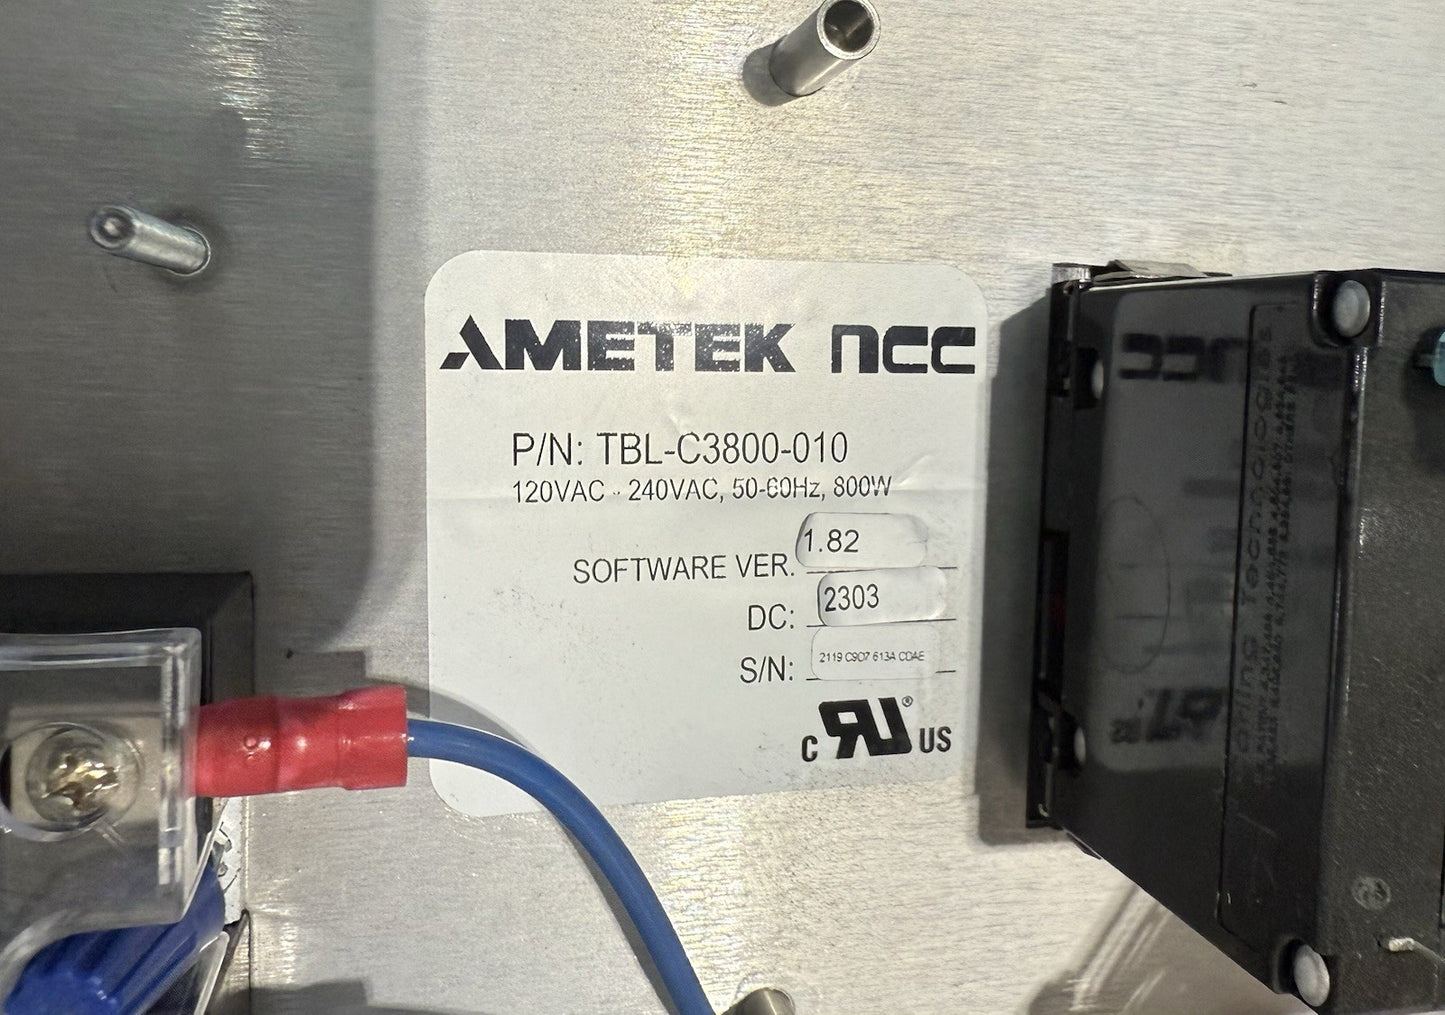 AMETEK NCC
P/N: TBL-C3800-010
120VAC - 240VAC, 50-60Hz, 800W
SOFTWARE VER. 1.82
DC: 2303
S/N: 2119 C9D7 613A CDAE
C RU® US